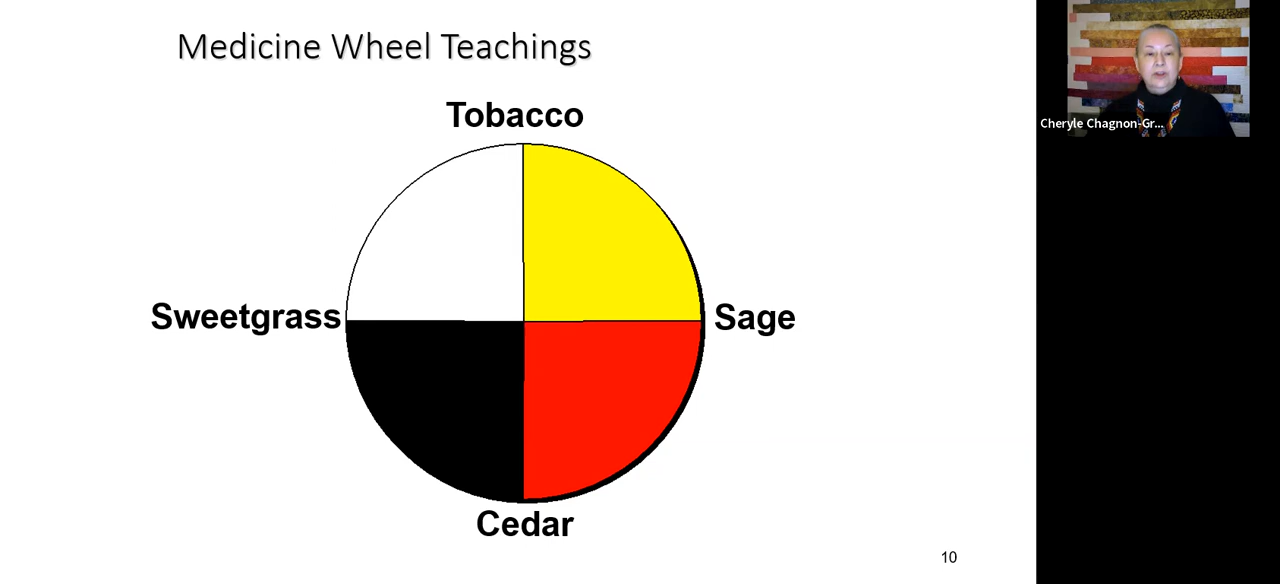 Medicine Wheel Teachings
Tobacco
Cheryle Chagnon-Gr...
Sweetgrass
Sage
Cedar
10